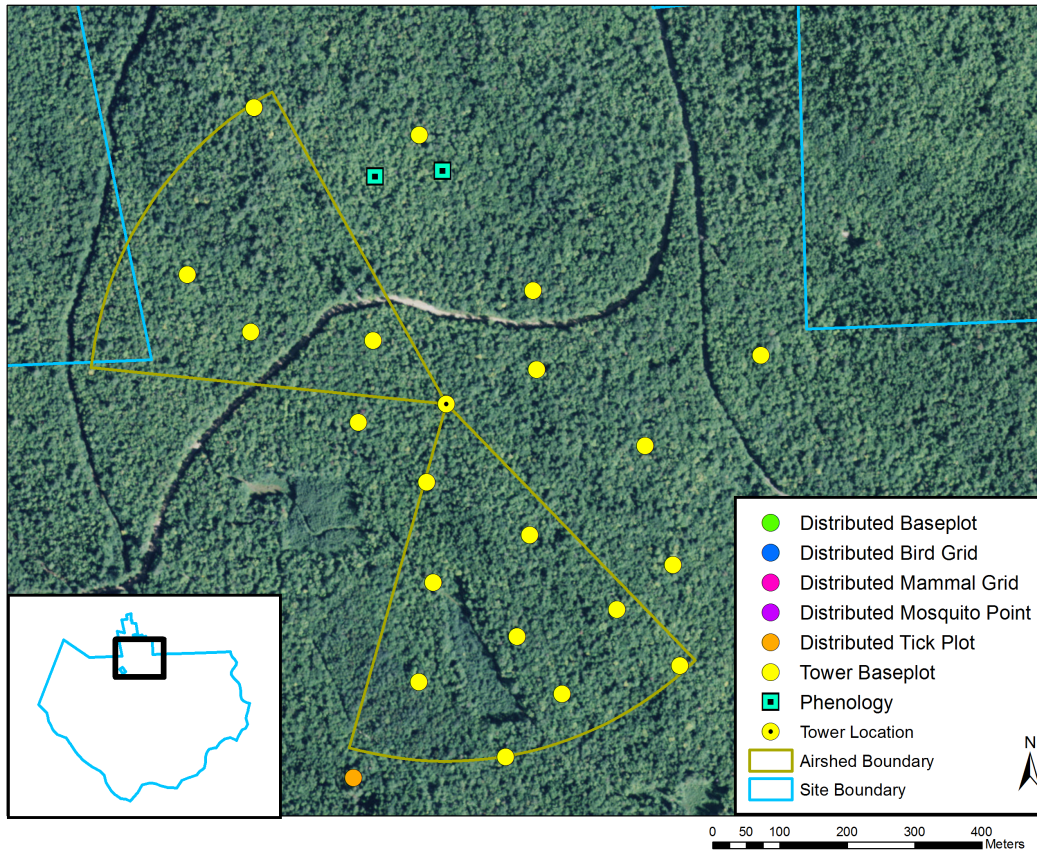 Distributed Baseplot
Distributed Bird Grid
Distributed Mammal Grid
Distributed Mosquito Point
Distributed Tick Plot
Tower Baseplot
Phenology
Tower Location
Airshed Boundary
Site Boundary
N
0 50 100 200 300 400
Meters